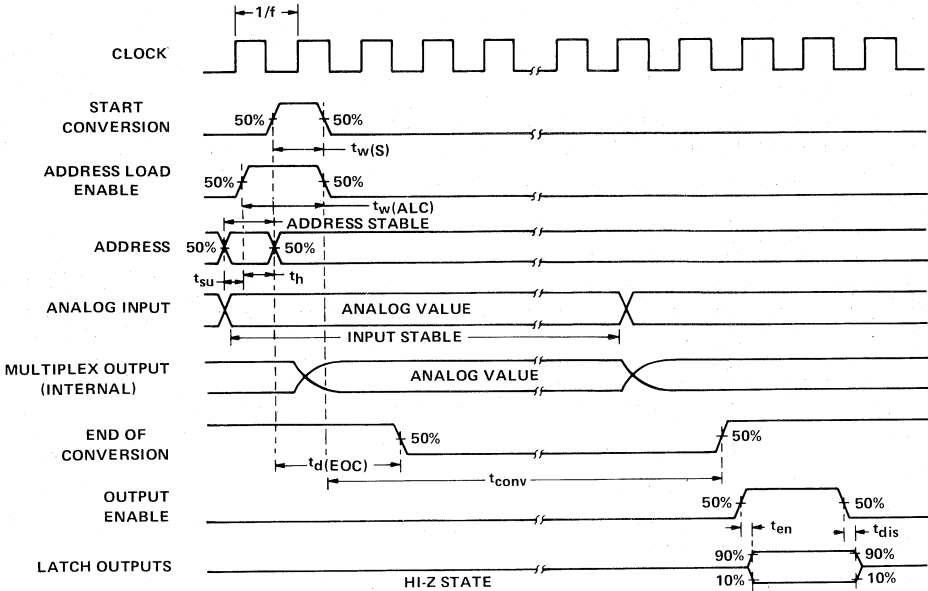 1/f
CLOCK
START
CONVERSION
50%
50%
tw(S)
ADDRESS LOAD
ENABLE
50%
50%
tw(ALC)
ADDRESS STABLE
ADDRESS
50%
50%
tsu
th
ANALOG INPUT
ANALOG VALUE
INPUT STABLE
MULTIPLEX OUTPUT
(INTERNAL)
ANALOG VALUE
END OF
CONVERSION
50%
50%
td(EOC)
tconv
OUTPUT
ENABLE
50%
50%
ten
tdis
LATCH OUTPUTS
HI-Z STATE
90%
90%
10%
10%